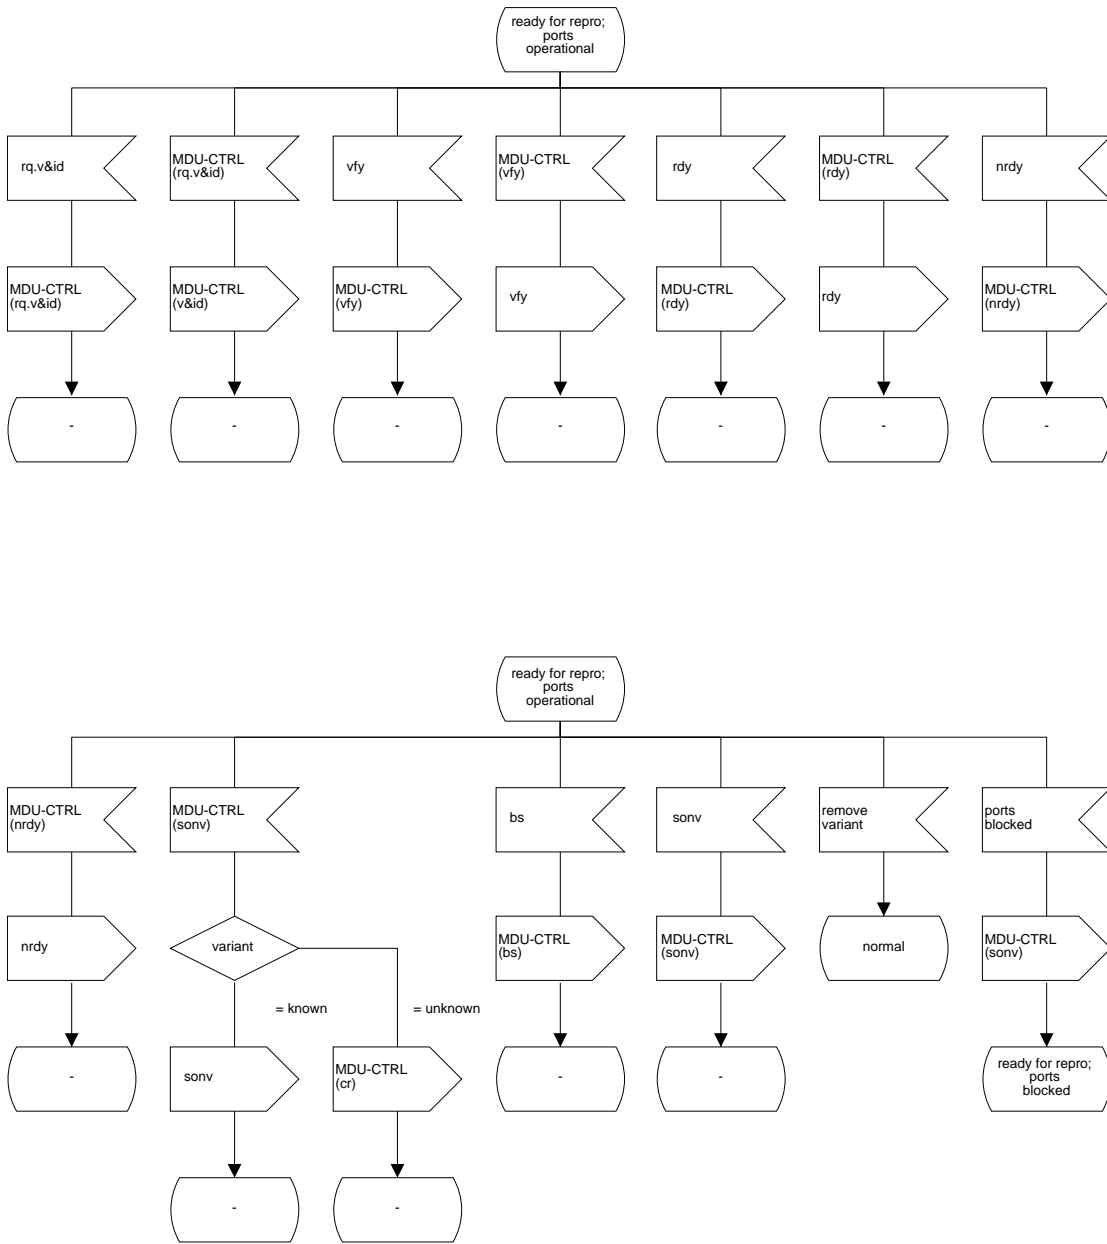 ready for repro;
ports
operational
rq.v&id
MDU-CTRL
(rq.v&id)
vfy
MDU-CTRL
(vfy)
rdy
MDU-CTRL
(rdy)
nrdy
MDU-CTRL
(rq.v&id)
MDU-CTRL
(v&id)
MDU-CTRL
(vfy)
vfy
MDU-CTRL
(rdy)
rdy
MDU-CTRL
(nrdy)
-
-
-
-
-
-
-
ready for repro;
ports
operational
MDU-CTRL
(nrdy)
MDU-CTRL
(sonv)
bs
sonv
remove
variant
ports
blocked
nrdy
variant
MDU-CTRL
(bs)
MDU-CTRL
(sonv)
normal
MDU-CTRL
(sonv)
= known
= unknown
-
sonv
MDU-CTRL
(cr)
-
-
ready for repro;
ports
blocked
-
-